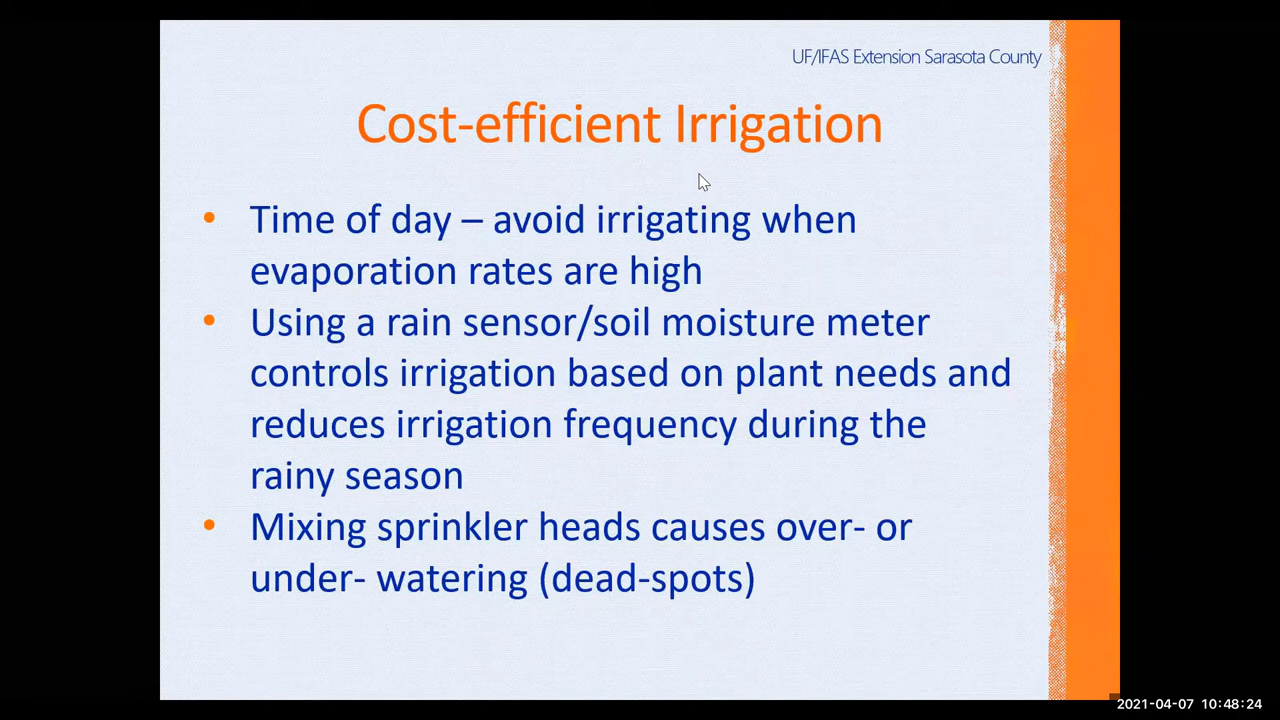 UF/IFAS Extension Sarasota County
Cost-efficient Irrigation
• Time of day – avoid irrigating when
evaporation rates are high
• Using a rain sensor/soil moisture meter
controls irrigation based on plant needs and
reduces irrigation frequency during the
rainy season
• Mixing sprinkler heads causes over- or
under- watering (dead-spots)
2021-04-07 10:48:24